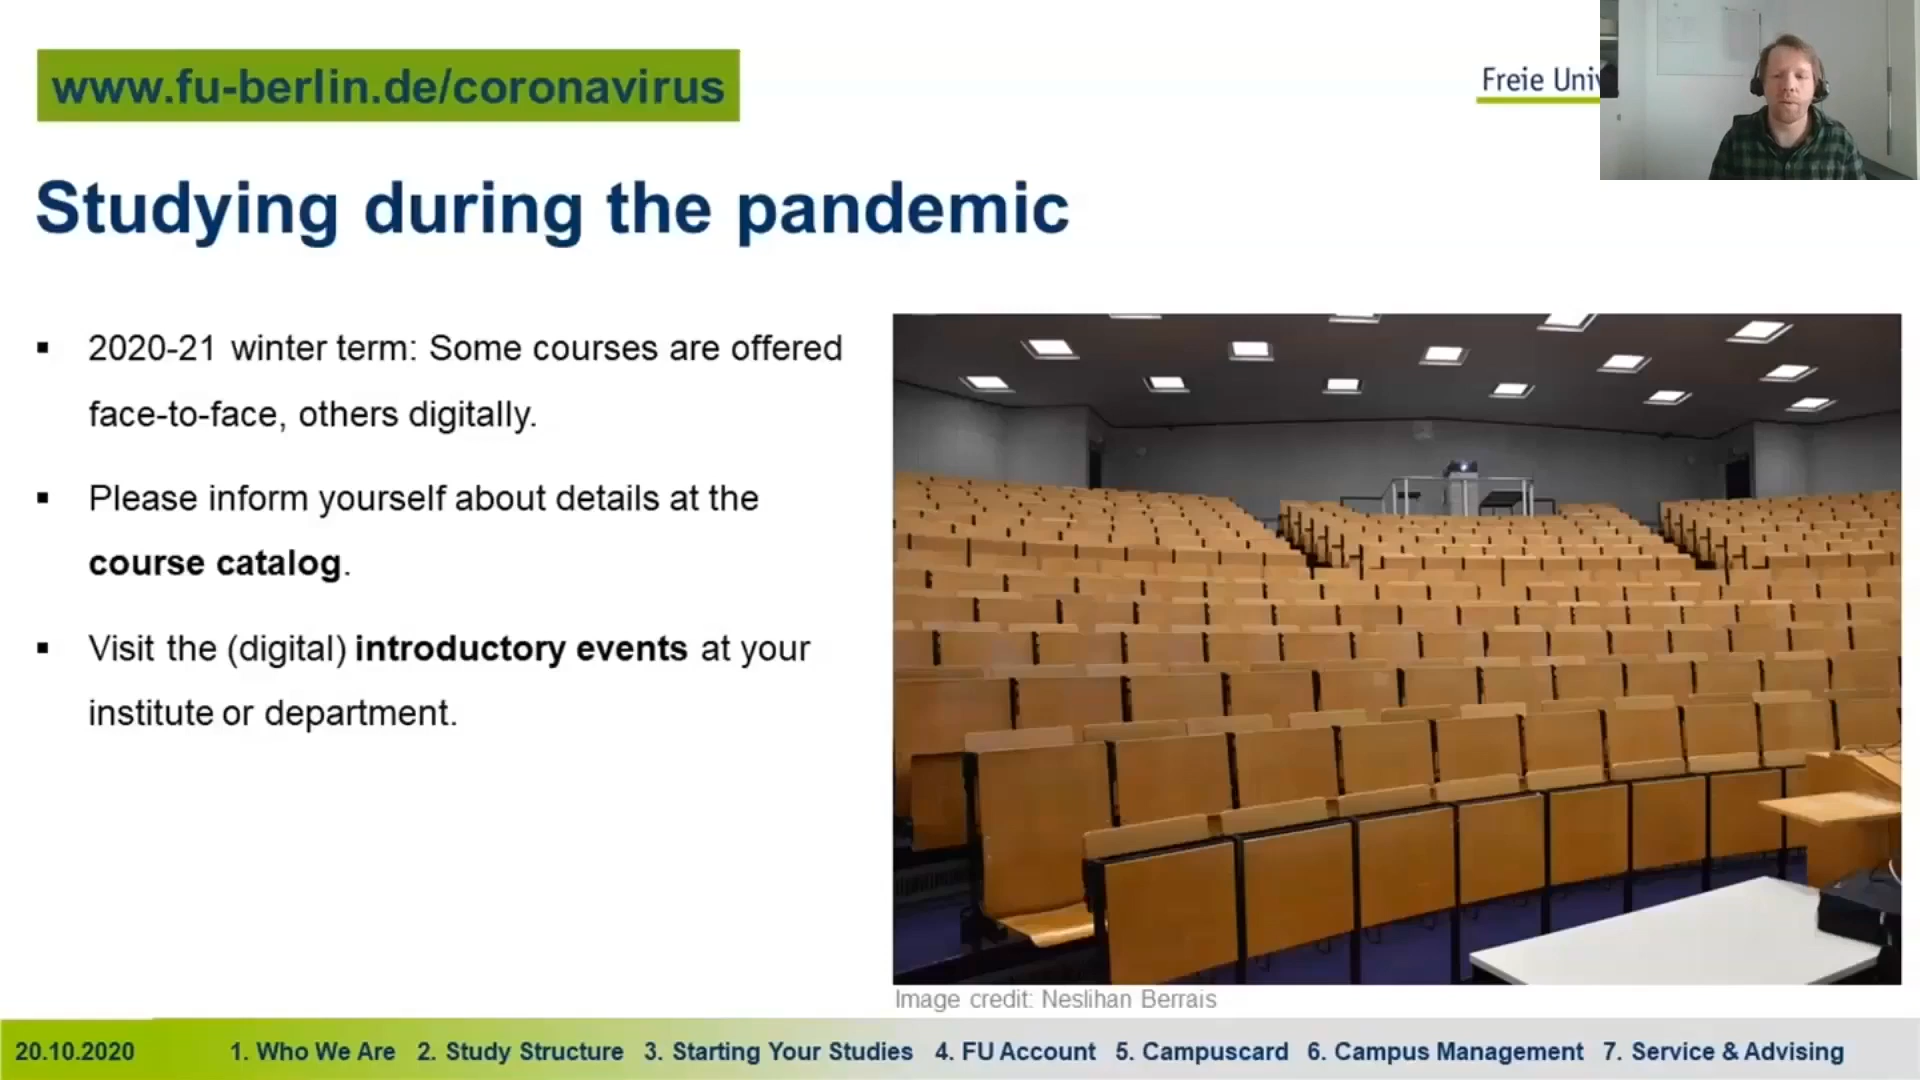 www.fu-berlin.de/coronavirus
Freie Uni
Studying during the pandemic
▪ 2020-21 winter term: Some courses are offered
face-to-face, others digitally.
▪ Please inform yourself about details at the
course catalog.
▪ Visit the (digital) introductory events at your
institute or department.
Image credit: Neslihan Berrais
20.10.2020 1. Who We Are 2. Study Structure 3. Starting Your Studies 4. FU Account 5. Campuscard 6. Campus Management 7. Service & Advising